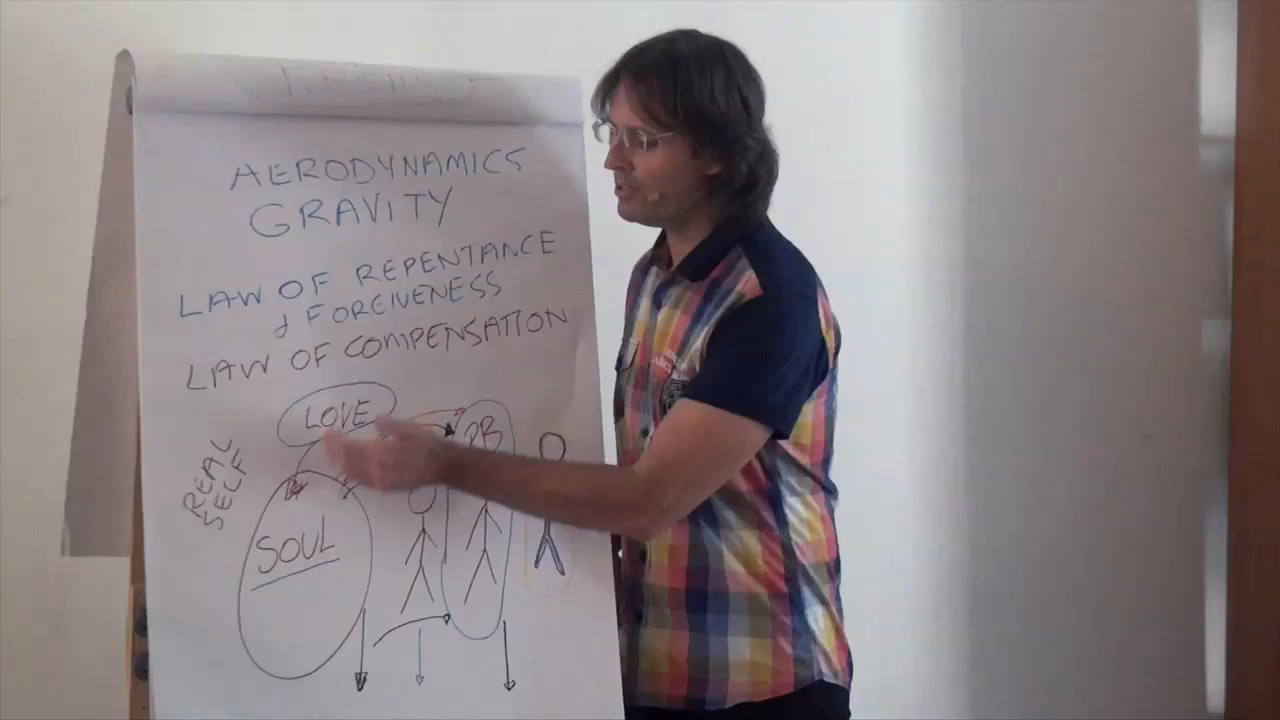 AERODYNAMICS
GRAVITY
LAW OF REPENTANCE
& FORGIVENESS
LAW OF COMPENSATION
LOVE
PB
REAL
SELF
SOUL